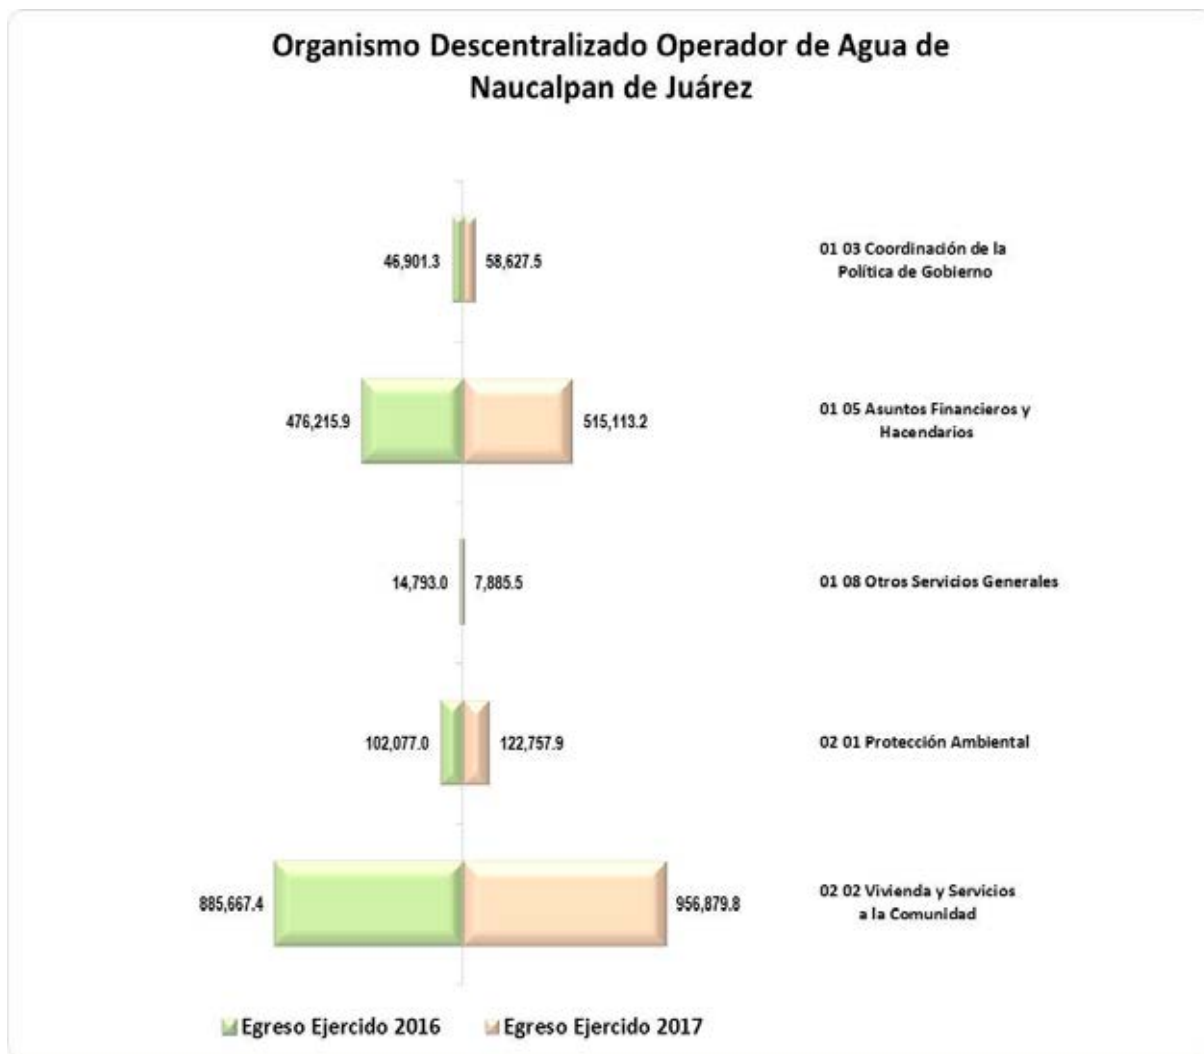 Organismo Descentralizado Operador de Agua de
Naucalpan de Juárez
46,901.3
58,627.5
01 03 Coordinación de la
Política de Gobierno
476,215.9
515,113.2
01 05 Asuntos Financieros y
Hacendarios
14,793.0
7,885.5
01 08 Otros Servicios Generales
102,077.0
122,757.9
02 01 Protección Ambiental
885,667.4
956,879.8
02 02 Vivienda y Servicios
a la Comunidad
Egreso Ejercido 2016
Egreso Ejercido 2017